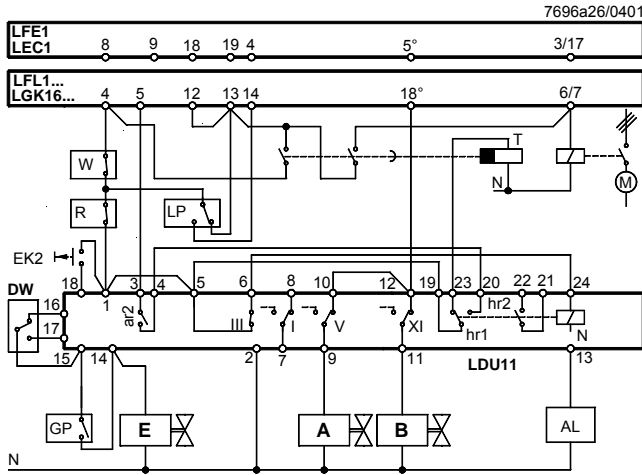 7696a26/0401
LFE1
LEC1
8 9 18 19 4 5° 3/17
LFL1...
LGK16...
4 5 12 13 14 18° 6/7
T
W
N
M
R
LP
EK2
DW
18 1 3 4 5 6 8 10 12 19 23 20 22 21 24
16
17
ar2
III
I
V
XI
hr1
hr2
N
15 14 2 7 9 11 LDU11 13
GP
E
A
B
AL
N